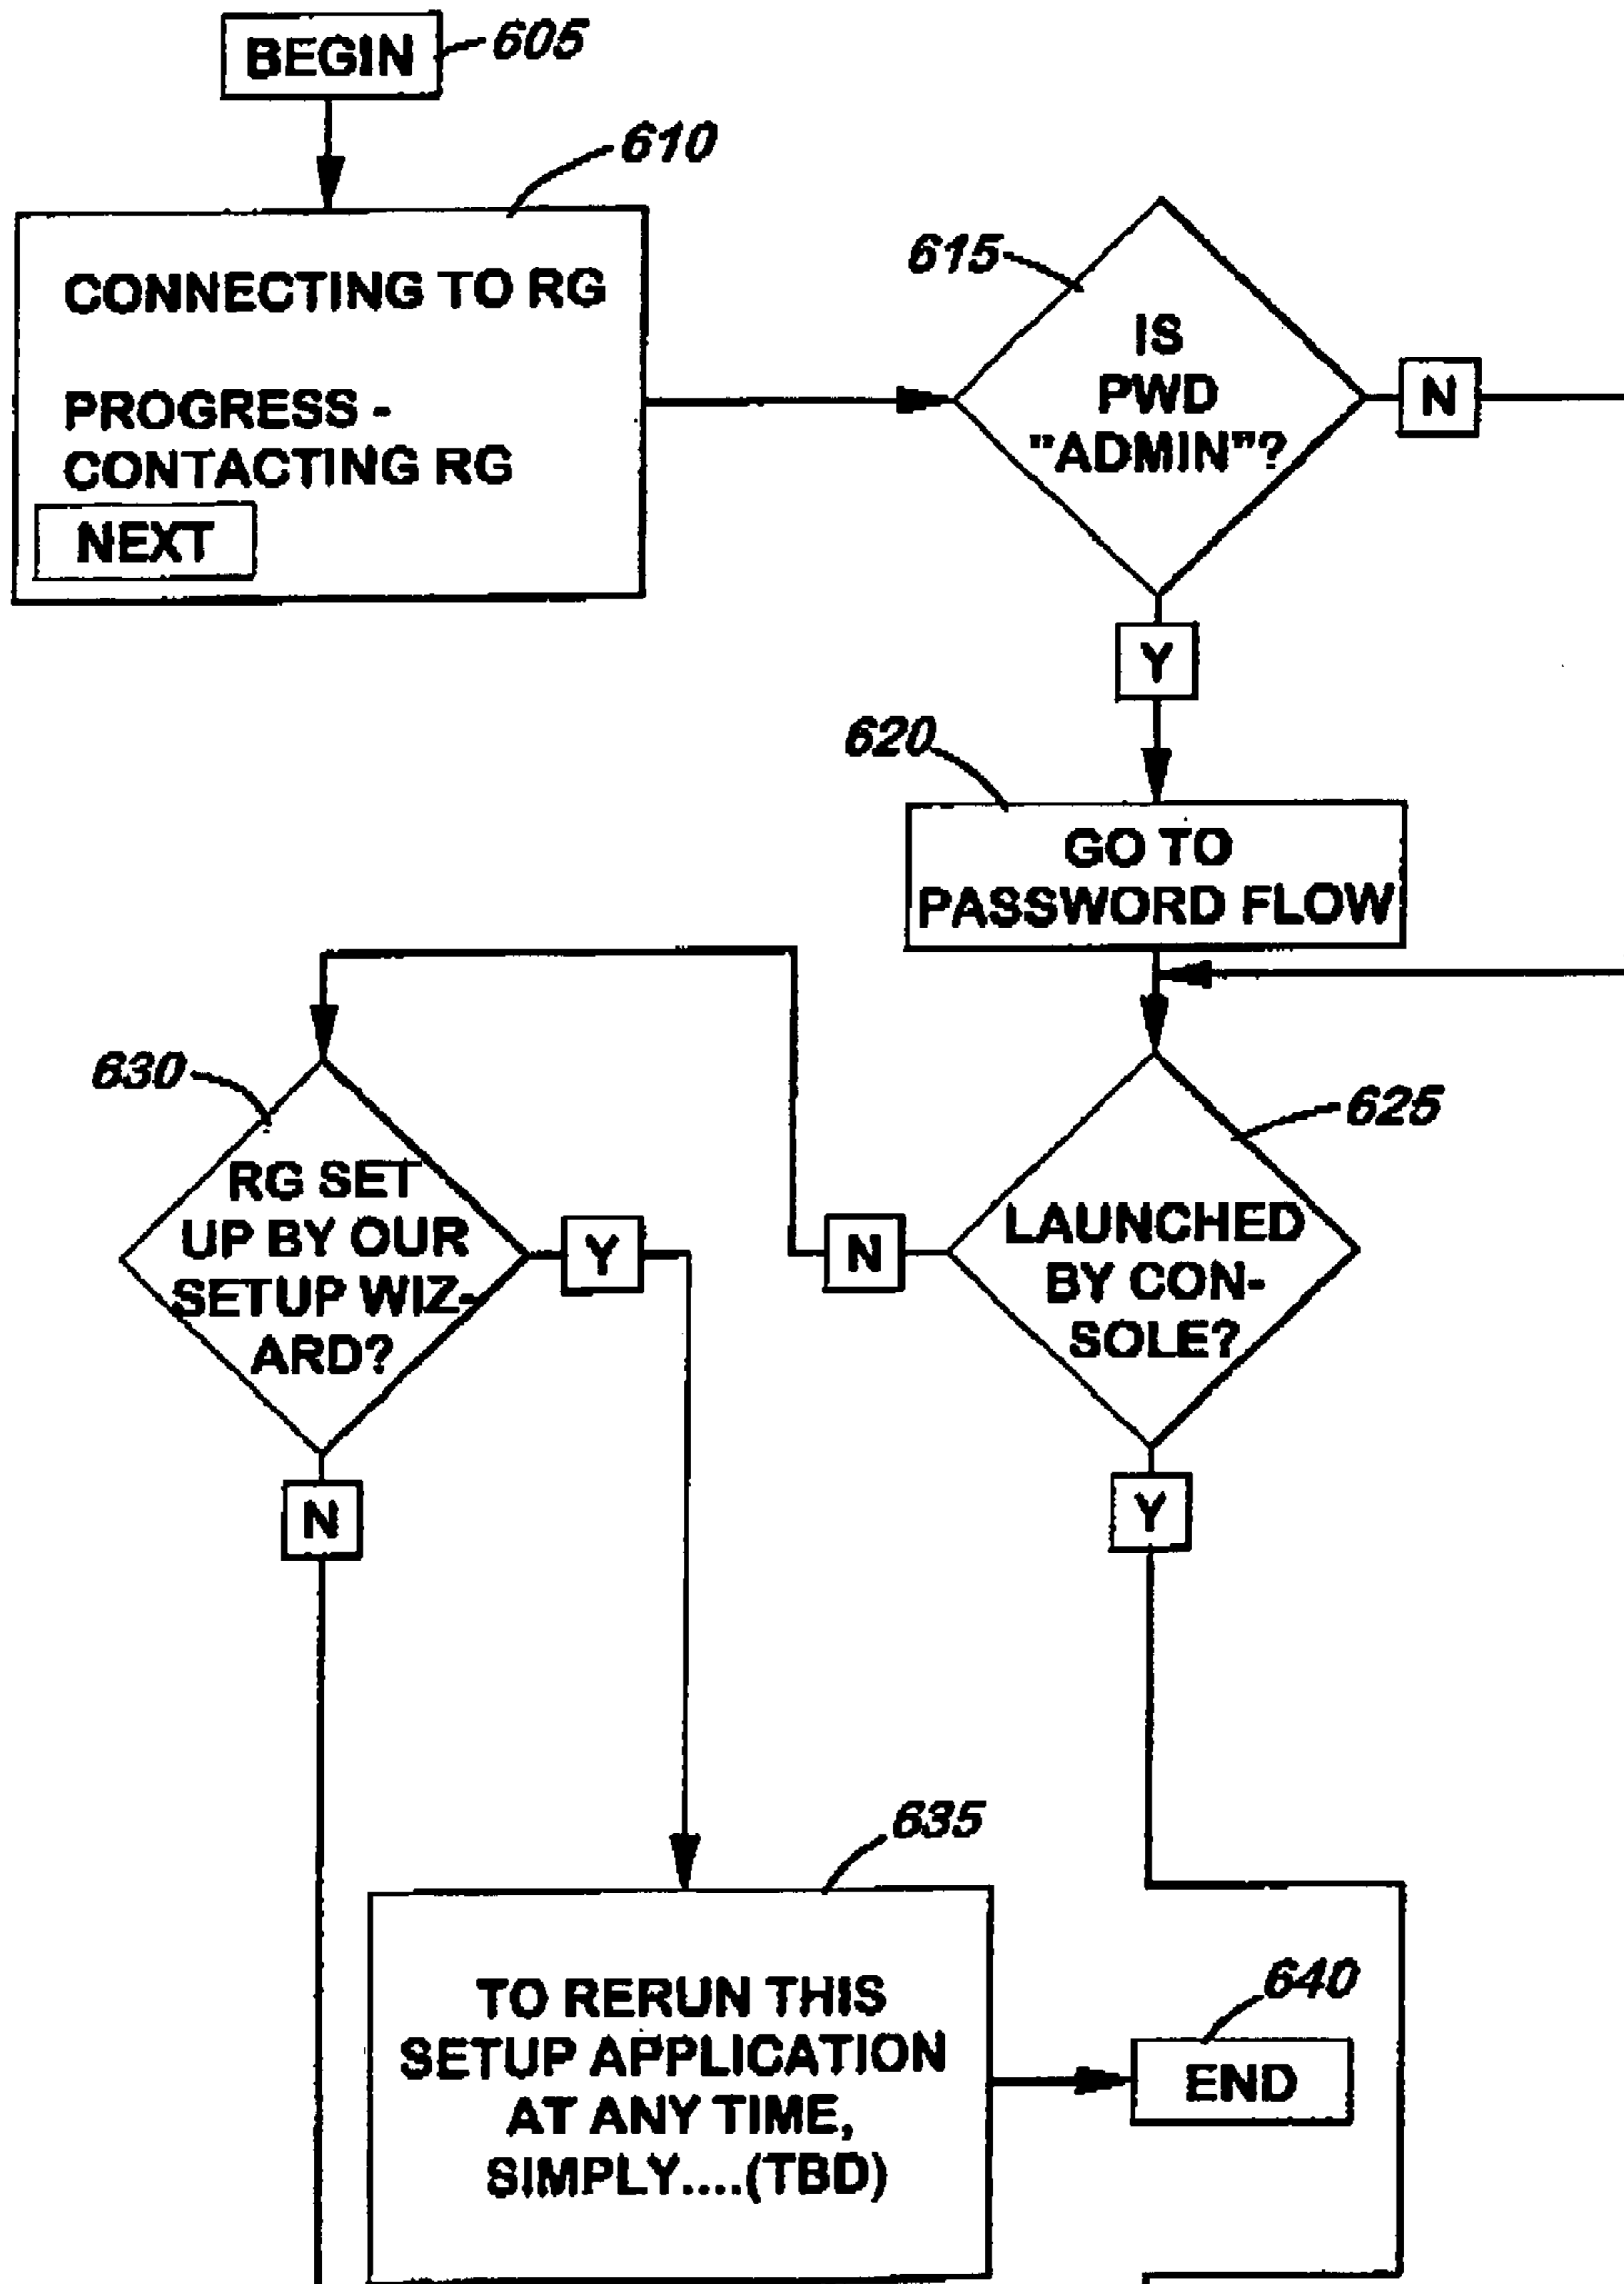 BEGIN
605
610
CONNECTING TO RG
PROGRESS -
CONTACTING RG
NEXT
615
IS
PWD
"ADMIN"?
N
Y
620
GO TO
PASSWORD FLOW
630
RG SET
UP BY OUR
SETUP WIZ-
ARD?
Y
N
625
LAUNCHED
BY CON-
SOLE?
N
Y
635
TO RERUN THIS
SETUP APPLICATION
AT ANY TIME,
SIMPLY....(TBD)
640
END